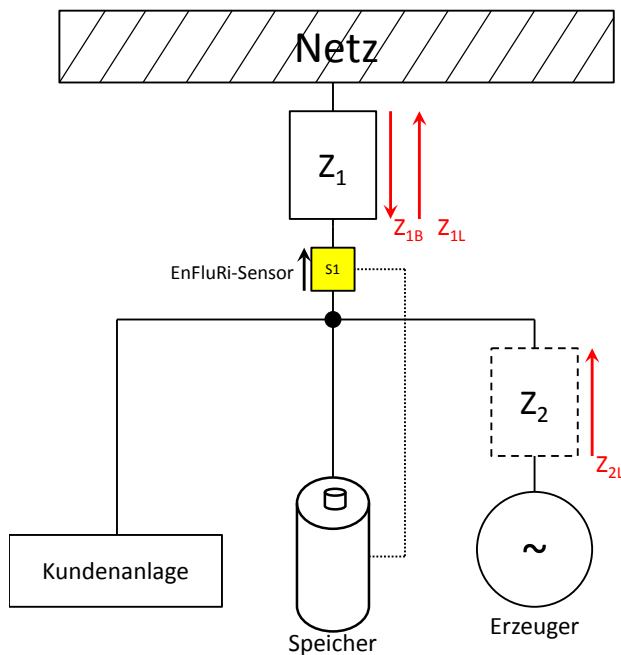 Netz
Z1
Z1B Z1L
EnFluRi-Sensor
S1
Z2
Z2L
Kundenanlage
~
Speicher
Erzeuger